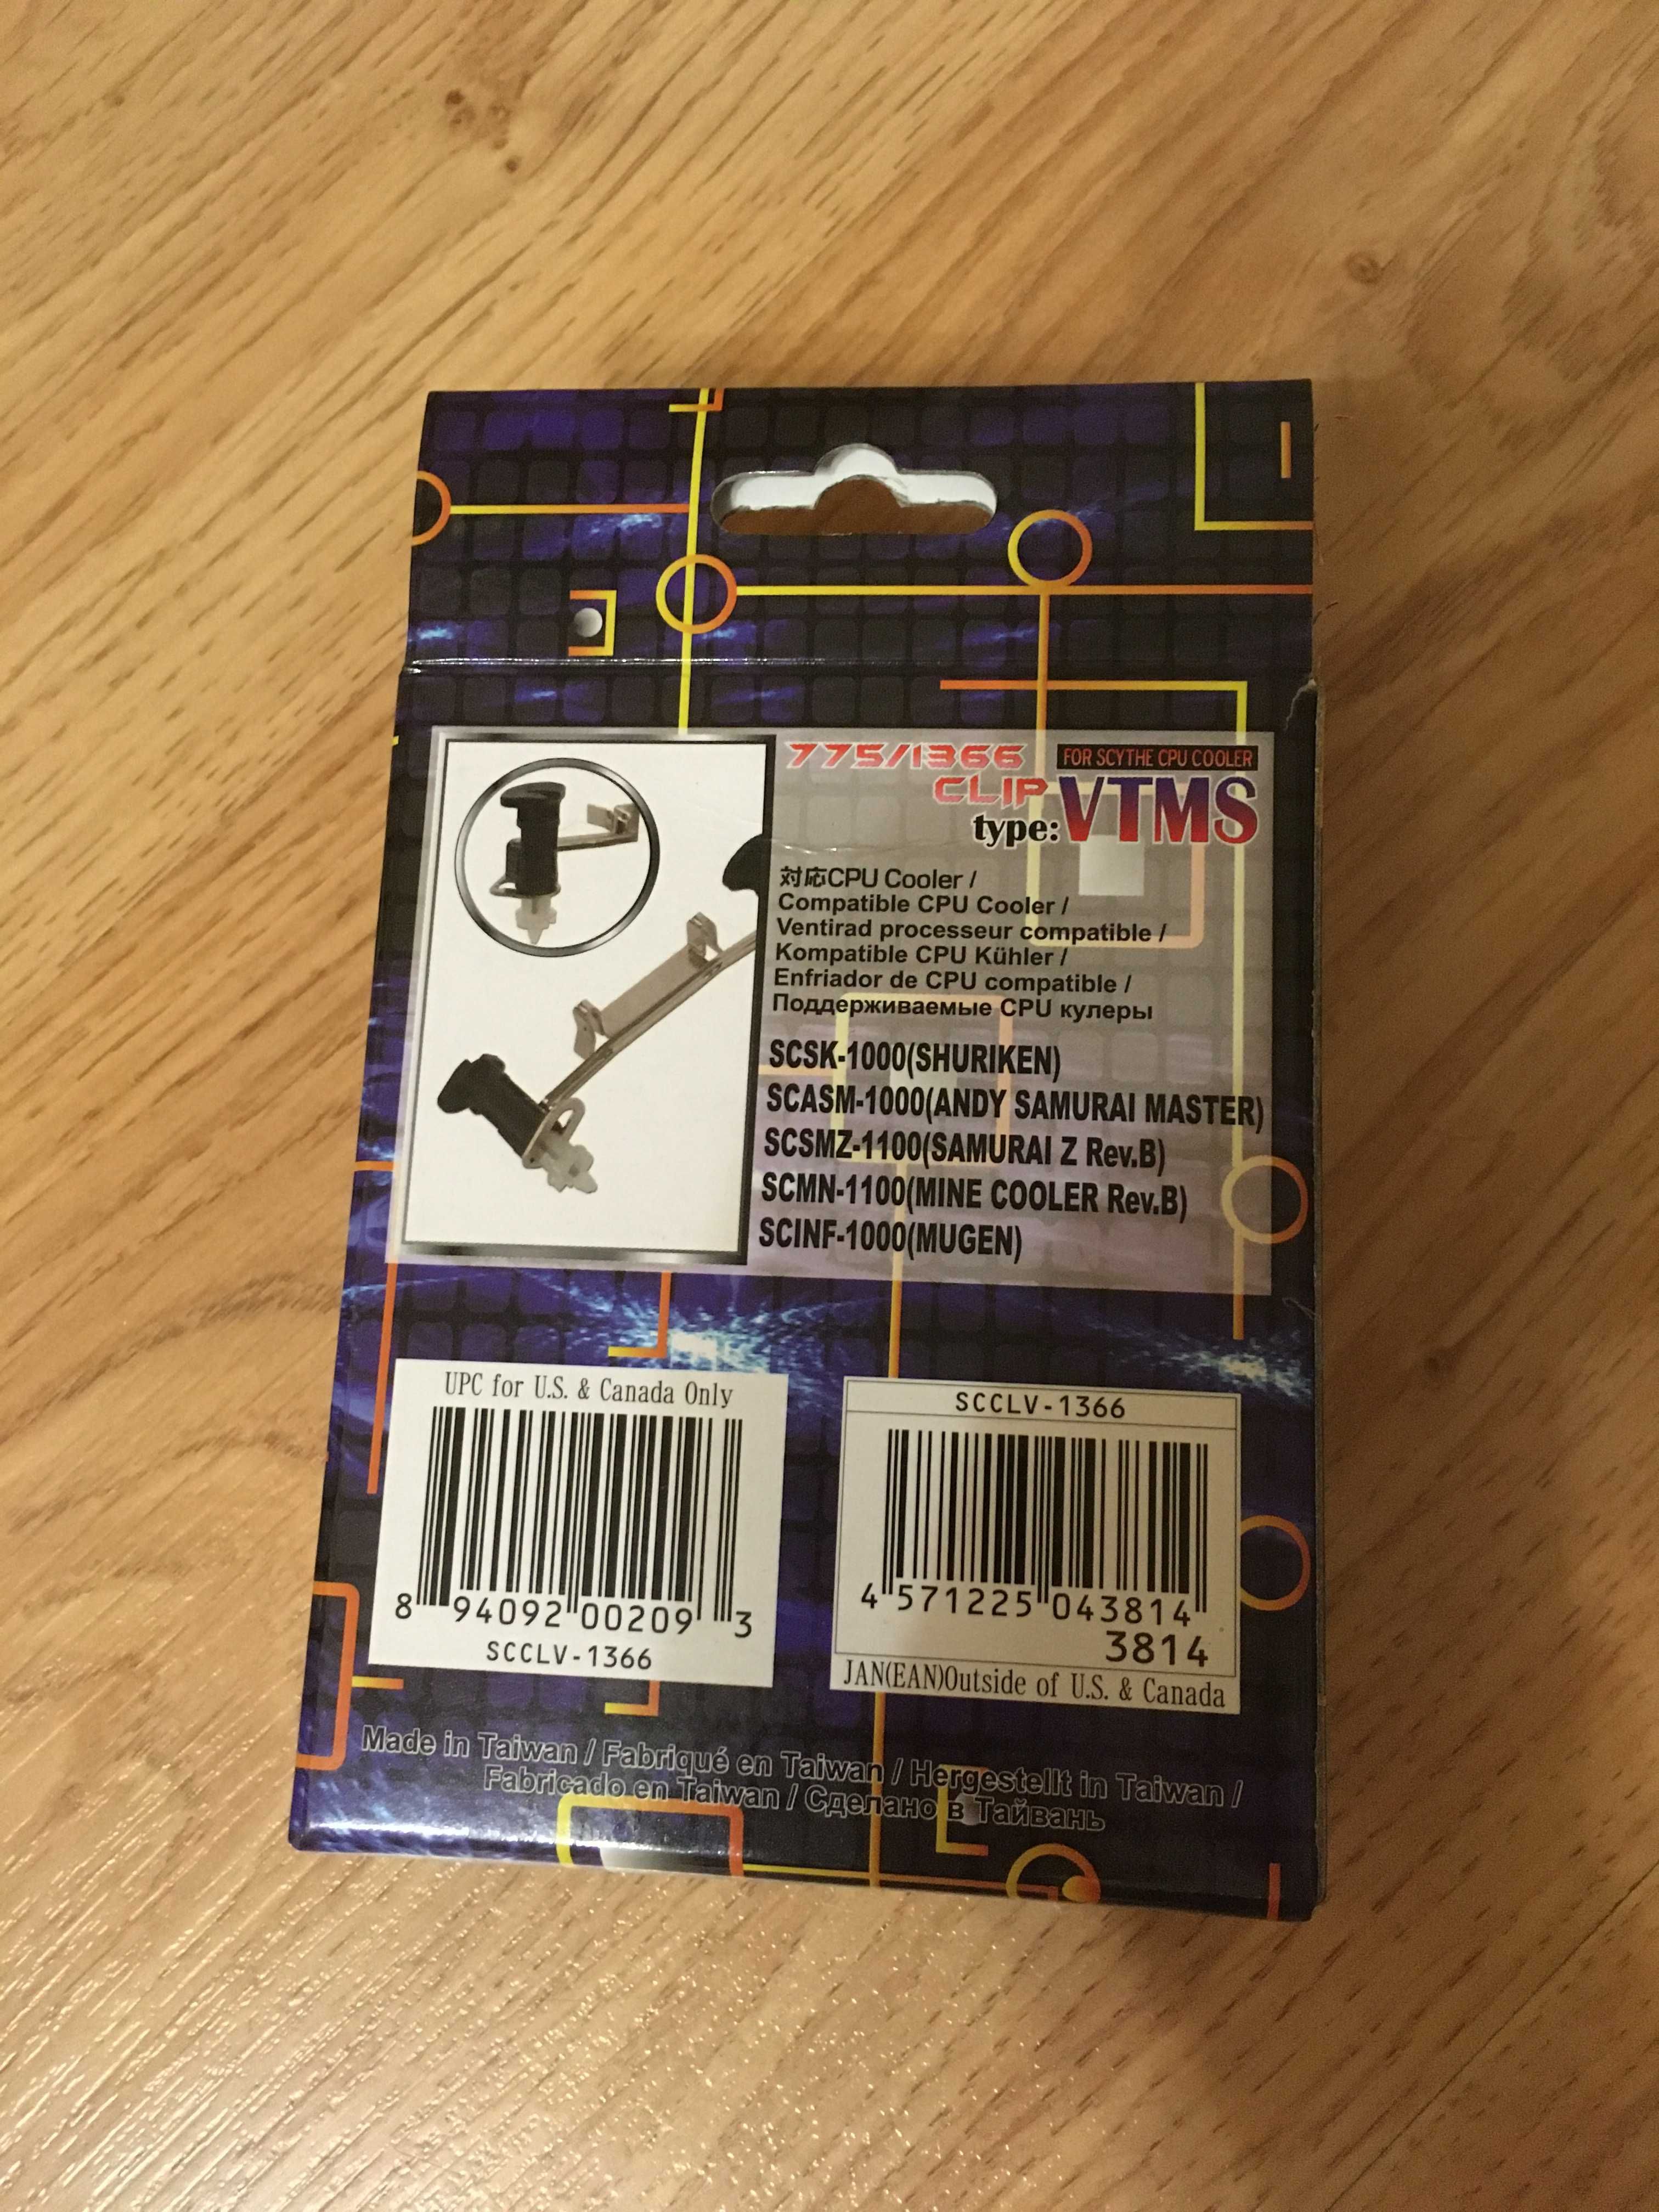 775/1366 FOR SCYTHE CPU COOLER
CLIP
type: VTMS
対応CPU Cooler /
Compatible CPU Cooler /
Ventirad processeur compatible /
Kompatible CPU Kühler /
Enfriador de CPU compatible /
Поддерживаемые CPU кулеры
SCSK-1000(SHURIKEN)
SCASM-1000(ANDY SAMURAI MASTER)
SCSMZ-1100(SAMURAI Z Rev.B)
SCMN-1100(MINE COOLER Rev.B)
SCINF-1000(MUGEN)
UPC for U.S. & Canada Only
8 94092 00209 3
SCCLV-1366
SCCLV-1366
4 571225 043814
3814
JAN(EAN)Outside of U.S. & Canada
Made in Taiwan / Fabriqué en Taiwan / Hergestellt in Taiwan /
Fabricado en Taiwan / Сделано в Тайвань